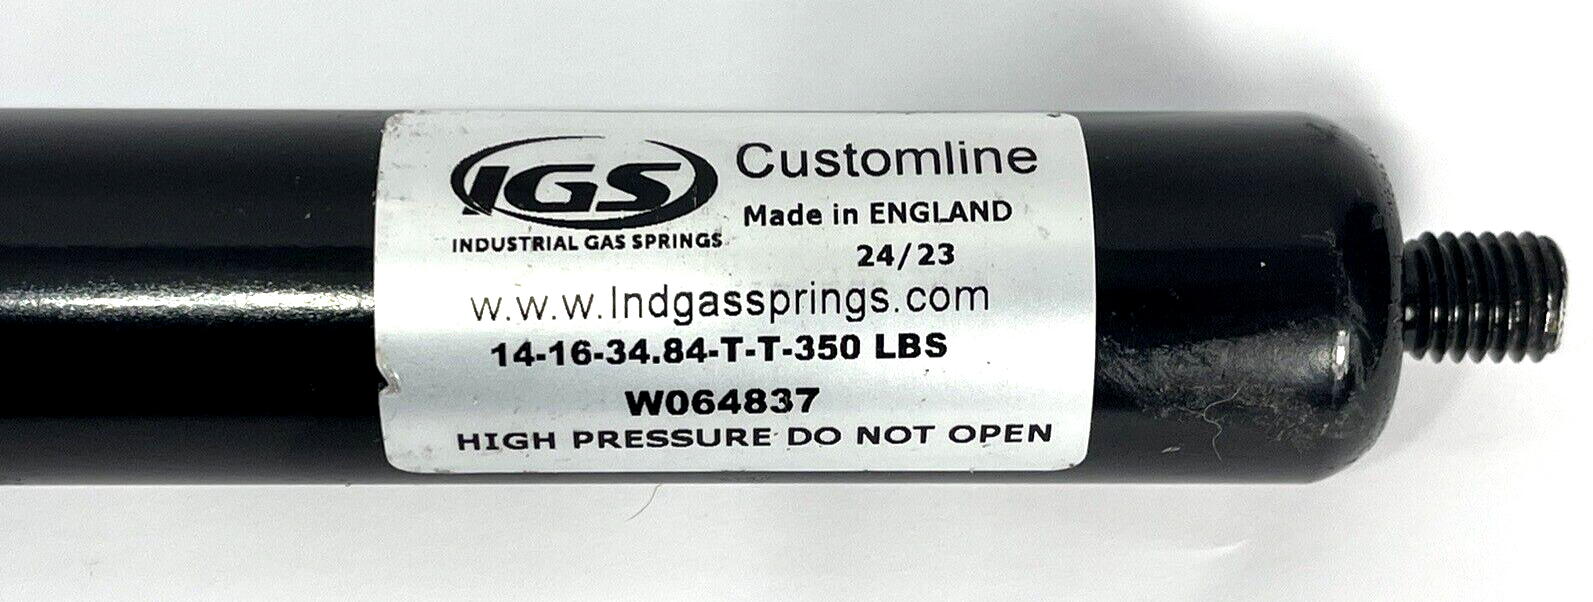 IGS
INDUSTRIAL GAS SPRINGS
Customline
Made in ENGLAND
24/23
w.w.w.Indgassprings.com
14-16-34.84-T-T-350 LBS
W064837
HIGH PRESSURE DO NOT OPEN